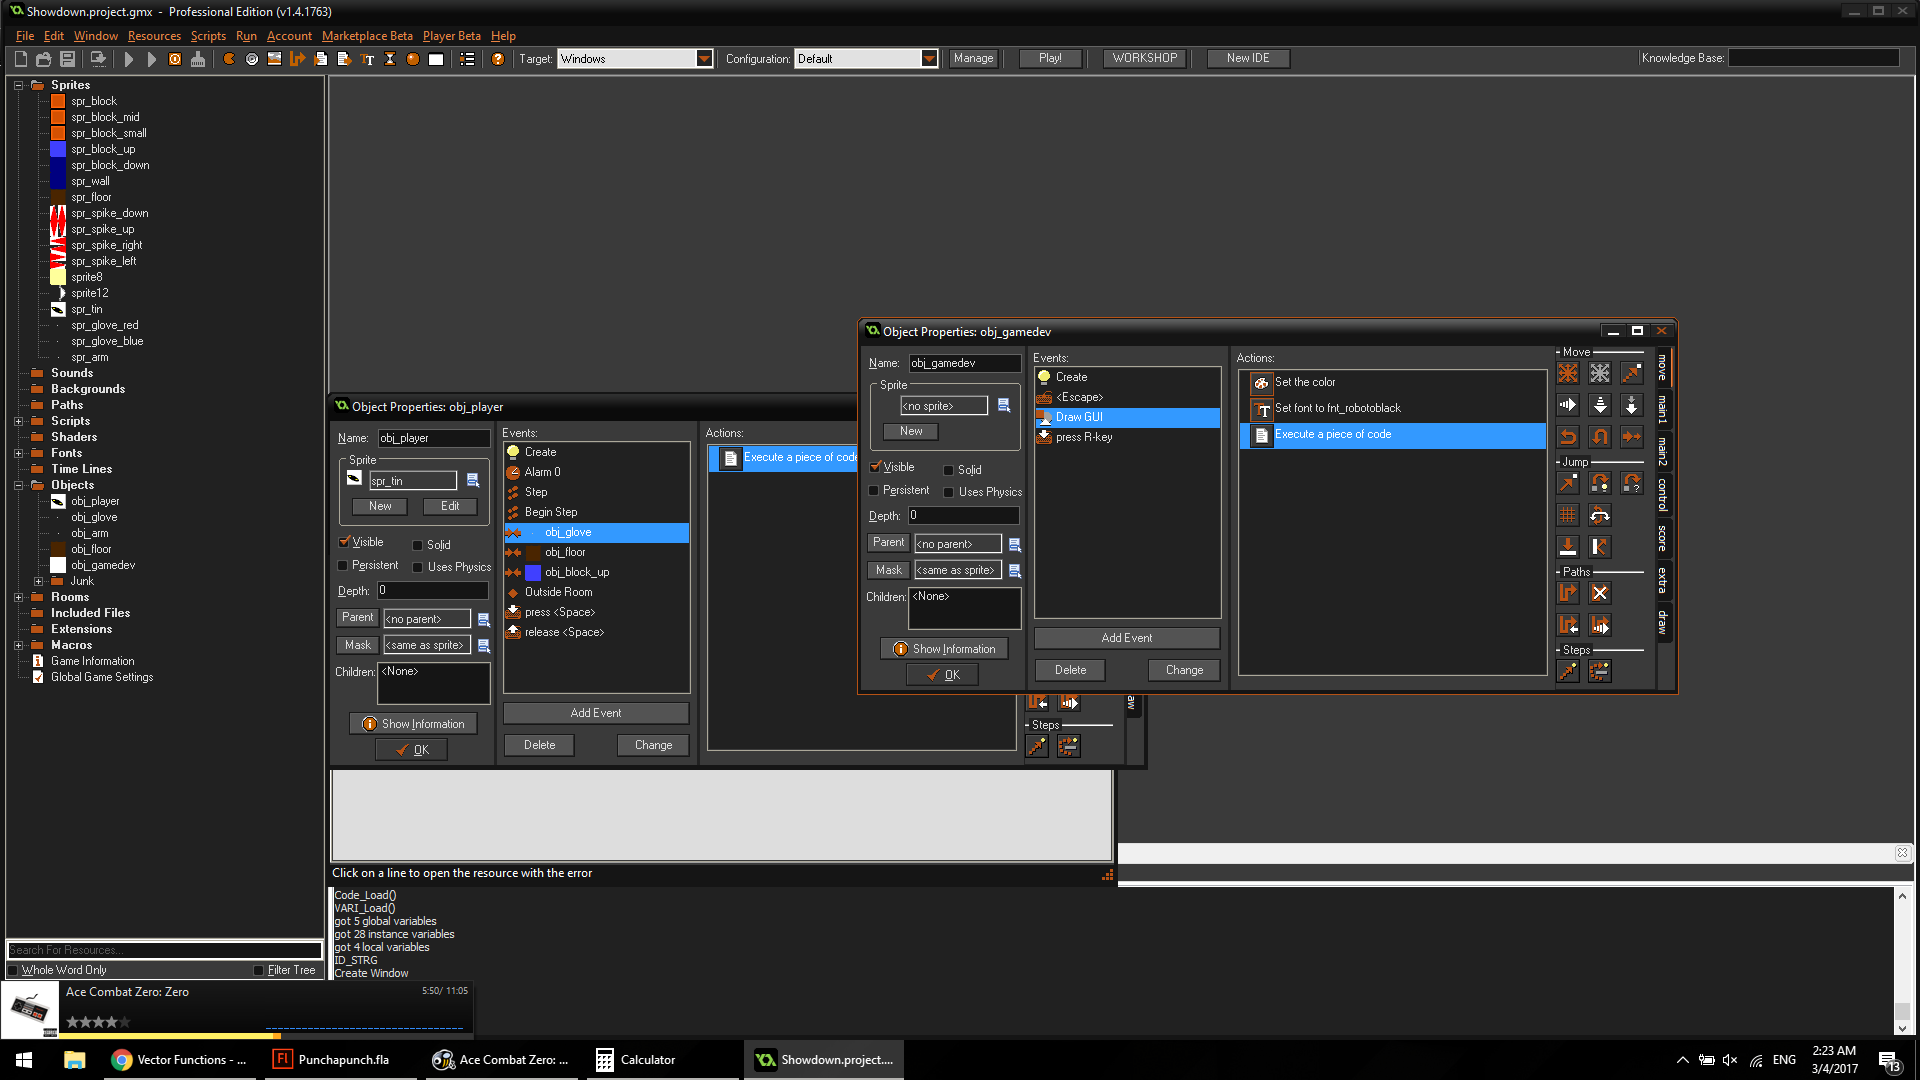 Showdown.project.gmx - Professional Edition (v1.4.1763)
File Edit Window Resources Scripts Run Account Marketplace Beta Player Beta Help
Target: Windows Configuration: Default Manage Play! WORKSHOP New IDE Knowledge Base:
Sprites
spr_block
spr_block_mid
spr_block_small
spr_block_up
spr_block_down
spr_wall
spr_floor
spr_spike_down
spr_spike_up
spr_spike_right
spr_spike_left
sprite8
sprite12
spr_tin
spr_glove_red
spr_glove_blue
spr_arm
Sounds
Backgrounds
Paths
Scripts
Shaders
Fonts
Time Lines
Objects
obj_player
obj_glove
obj_arm
obj_floor
obj_gamedev
Junk
Rooms
Included Files
Extensions
Macros
Game Information
Global Game Settings
Search For Resources...
Whole Word Only Filter Tree
Object Properties: obj_player
Name: obj_player
Sprite
spr_tin
New Edit
Visible Solid
Persistent Uses Physics
Depth: 0
Parent <no parent>
Mask <same as sprite>
Children: <None>
Show Information
OK
Events:
Create
Alarm 0
Step
Begin Step
obj_glove
obj_floor
obj_block_up
Outside Room
press <Space>
release <Space>
Add Event
Delete Change
Actions:
Execute a piece of code
Steps
Object Properties: obj_gamedev
Name: obj_gamedev
Sprite
<no sprite>
New
Visible Solid
Persistent Uses Physics
Depth: 0
Parent <no parent>
Mask <same as sprite>
Children: <None>
Show Information
OK
Events:
Create
<Escape>
Draw GUI
press R-key
Add Event
Delete Change
Actions:
Set the color
Set font to fnt_robotoblack
Execute a piece of code
Move
Jump
Paths
Steps
move
main1
main2
control
score
extra
draw
Click on a line to open the resource with the error
Code_Load()
VARI_Load()
got 5 global variables
got 28 instance variables
got 4 local variables
ID_STRG
Create Window
Ace Combat Zero: Zero 5:50/ 11:05
Vector Functions - ...
Punchapunch.fla
Ace Combat Zero: ...
Calculator
Showdown.project....
ENG
2:23 AM
3/4/2017
13